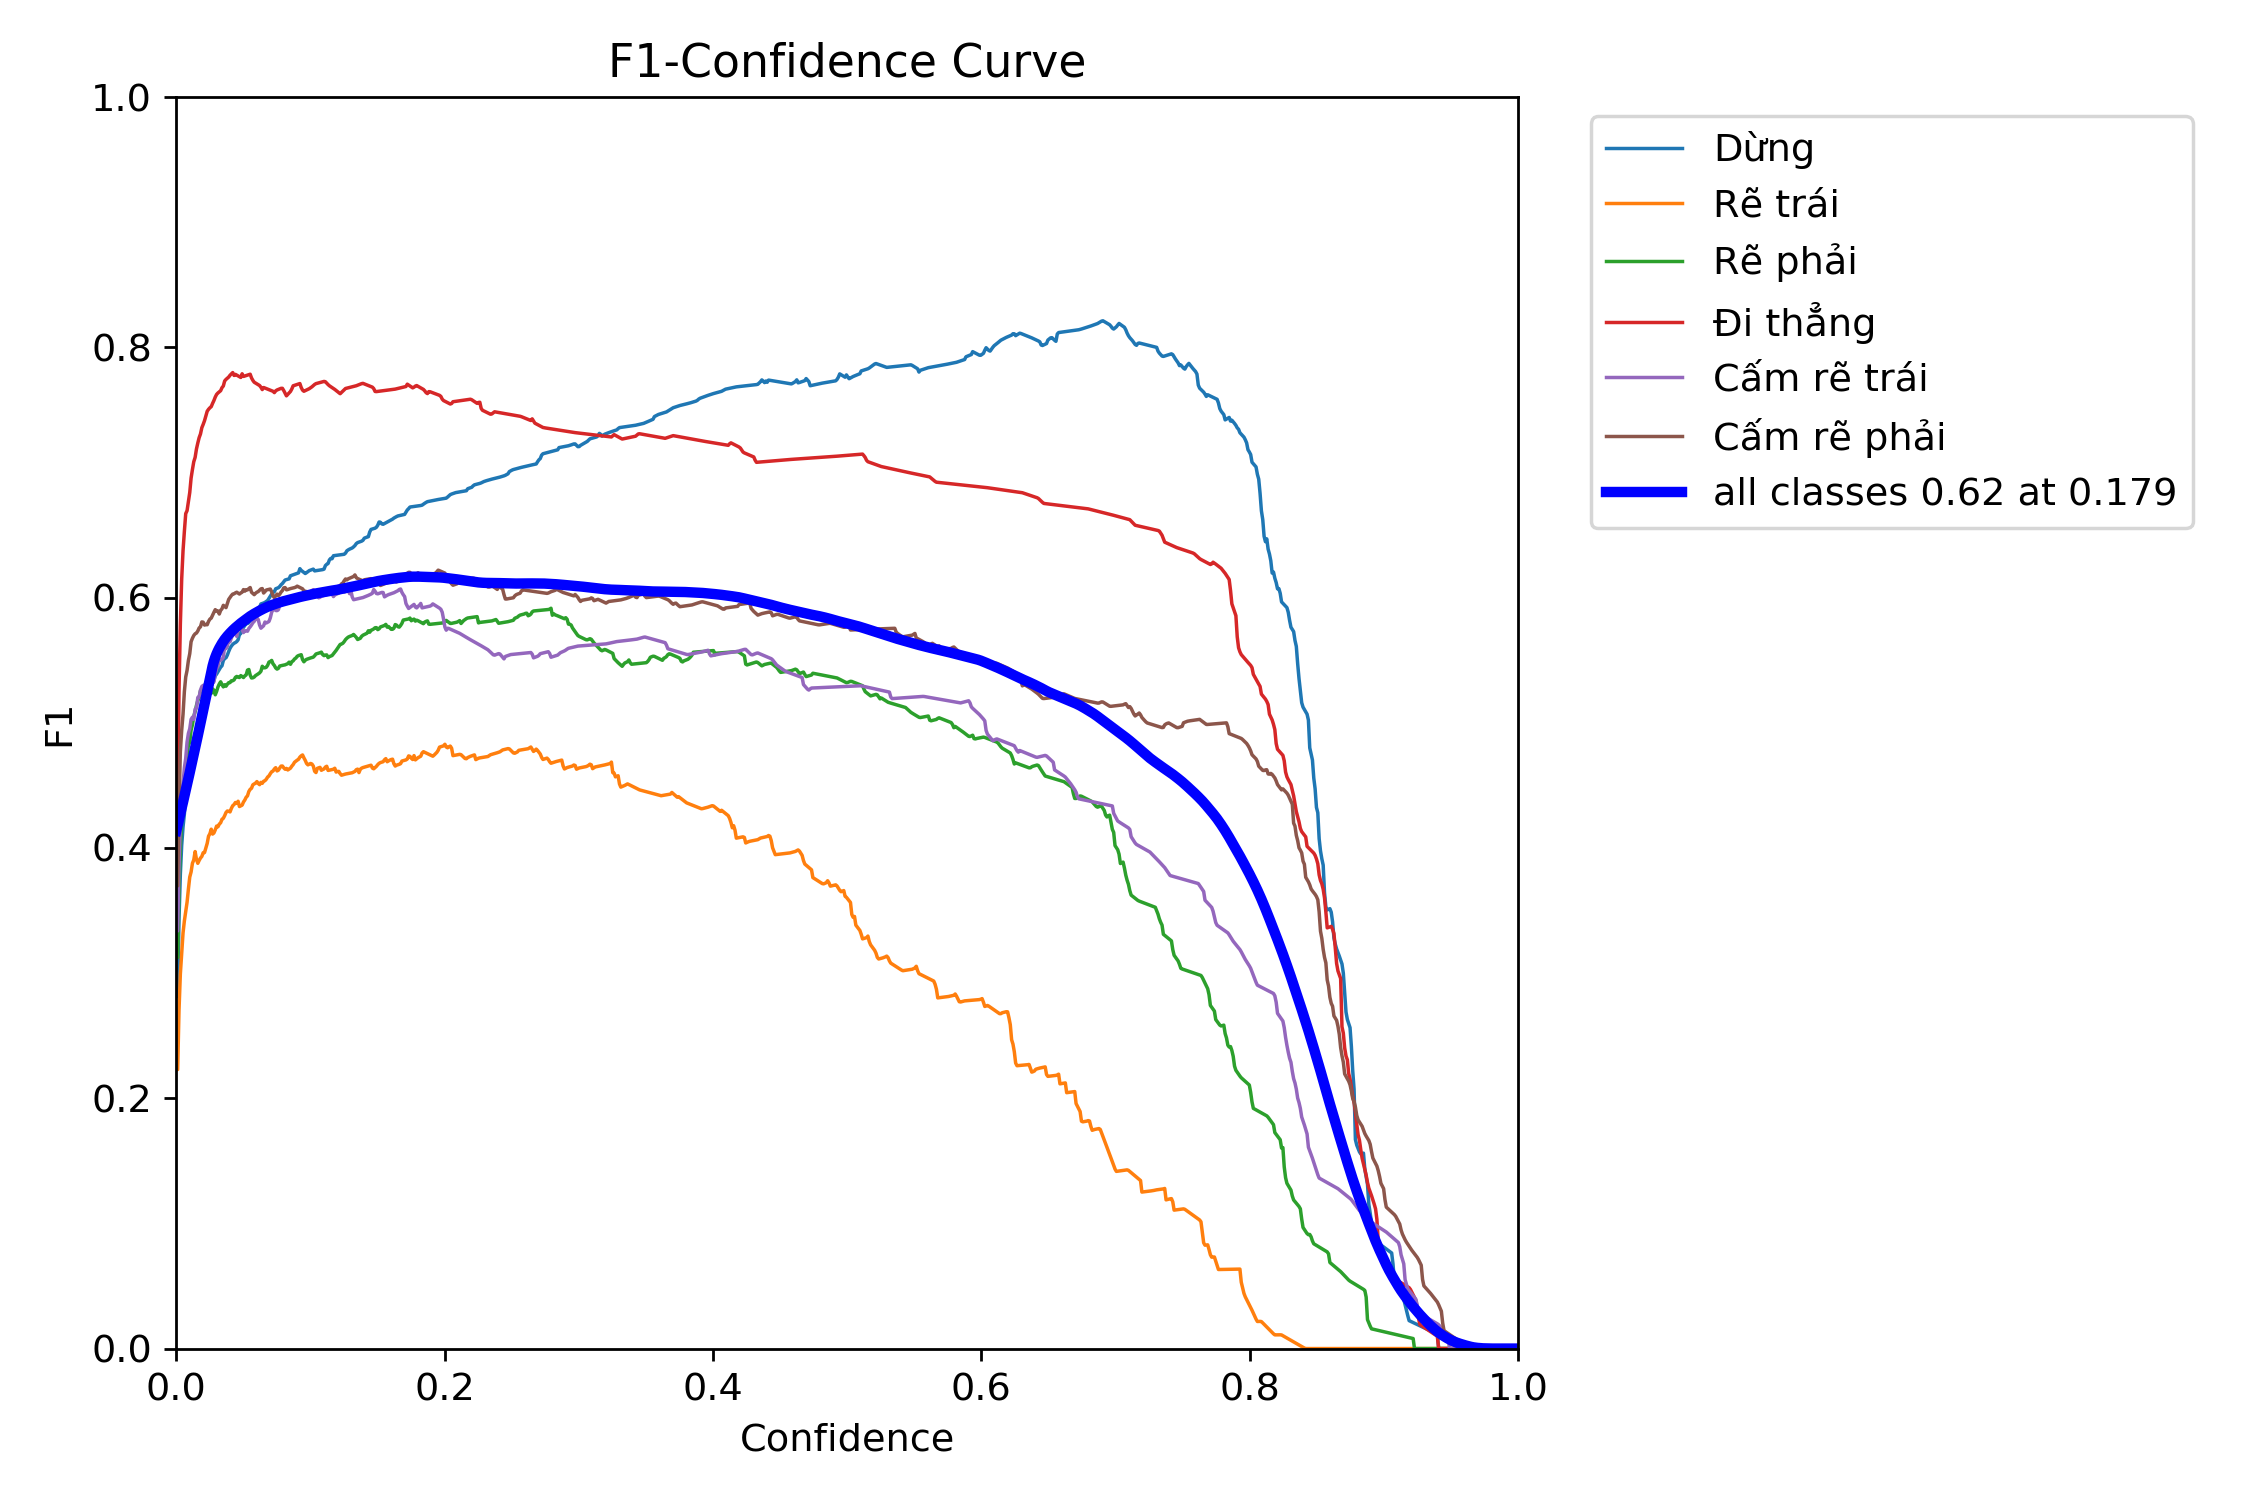 F1-Confidence Curve
1.0
0.8
0.6
0.4
0.2
0.0
F1
0.0 0.2 0.4 0.6 0.8 1.0
Confidence
Dừng
Rẽ trái
Rẽ phải
Đi thẳng
Cấm rẽ trái
Cấm rẽ phải
all classes 0.62 at 0.179